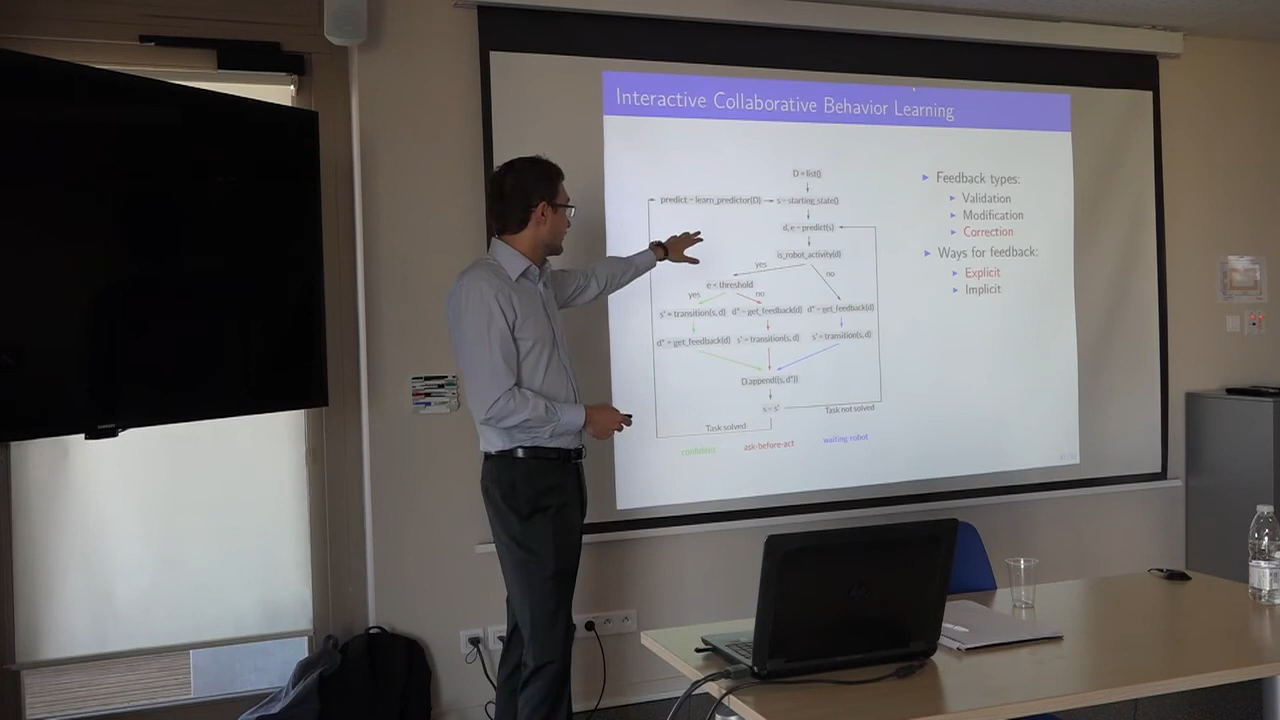 Interactive Collaborative Behavior Learning
D = list()
predict = learn_predictor(D)
s = starting_state()
d, e = predict(s)
is_robot_activity(d)
yes
no
e < threshold
yes
no
s' = transition(s, d)
d* = get_feedback(d)
d* = get_feedback(d)
d* = get_feedback(d)
s' = transition(s, d)
s' = transition(s, d)
D.append((s, d*))
s = s'
Task not solved
Task solved
confident
ask-before-act
waiting robot
Feedback types:
Validation
Modification
Correction
Ways for feedback:
Explicit
Implicit